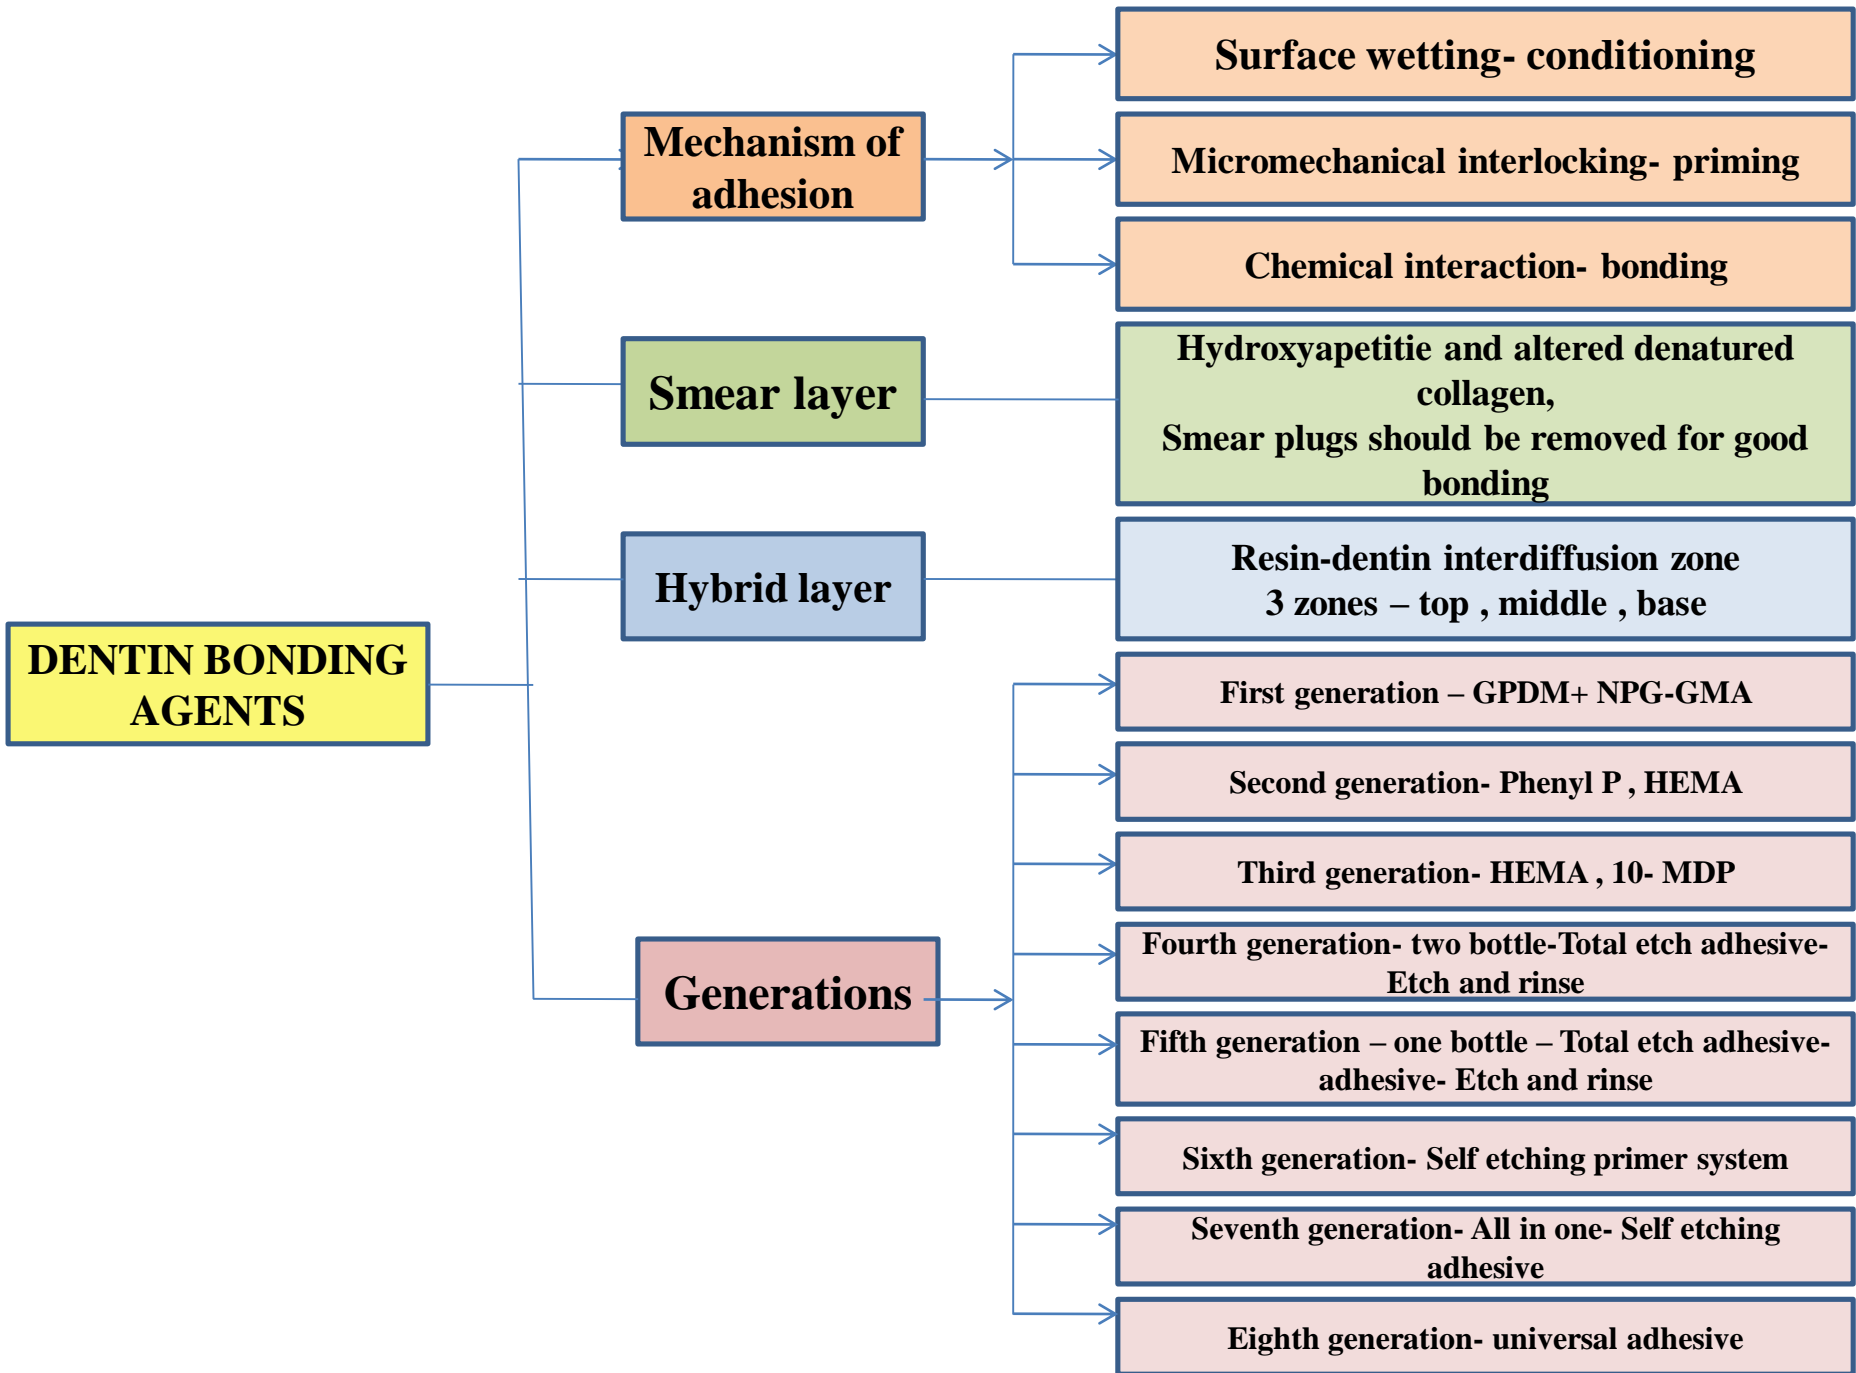 Surface wetting- conditioning
Mechanism of
adhesion
Micromechanical interlocking- priming
Chemical interaction- bonding
Smear layer
Hydroxyapetitie and altered denatured
collagen,
Smear plugs should be removed for good
bonding
Hybrid layer
Resin-dentin interdiffusion zone
3 zones – top , middle , base
DENTIN BONDING
AGENTS
Generations
First generation – GPDM+ NPG-GMA
Second generation- Phenyl P , HEMA
Third generation- HEMA , 10- MDP
Fourth generation- two bottle-Total etch adhesive-
Etch and rinse
Fifth generation – one bottle – Total etch adhesive-
adhesive- Etch and rinse
Sixth generation- Self etching primer system
Seventh generation- All in one- Self etching
adhesive
Eighth generation- universal adhesive